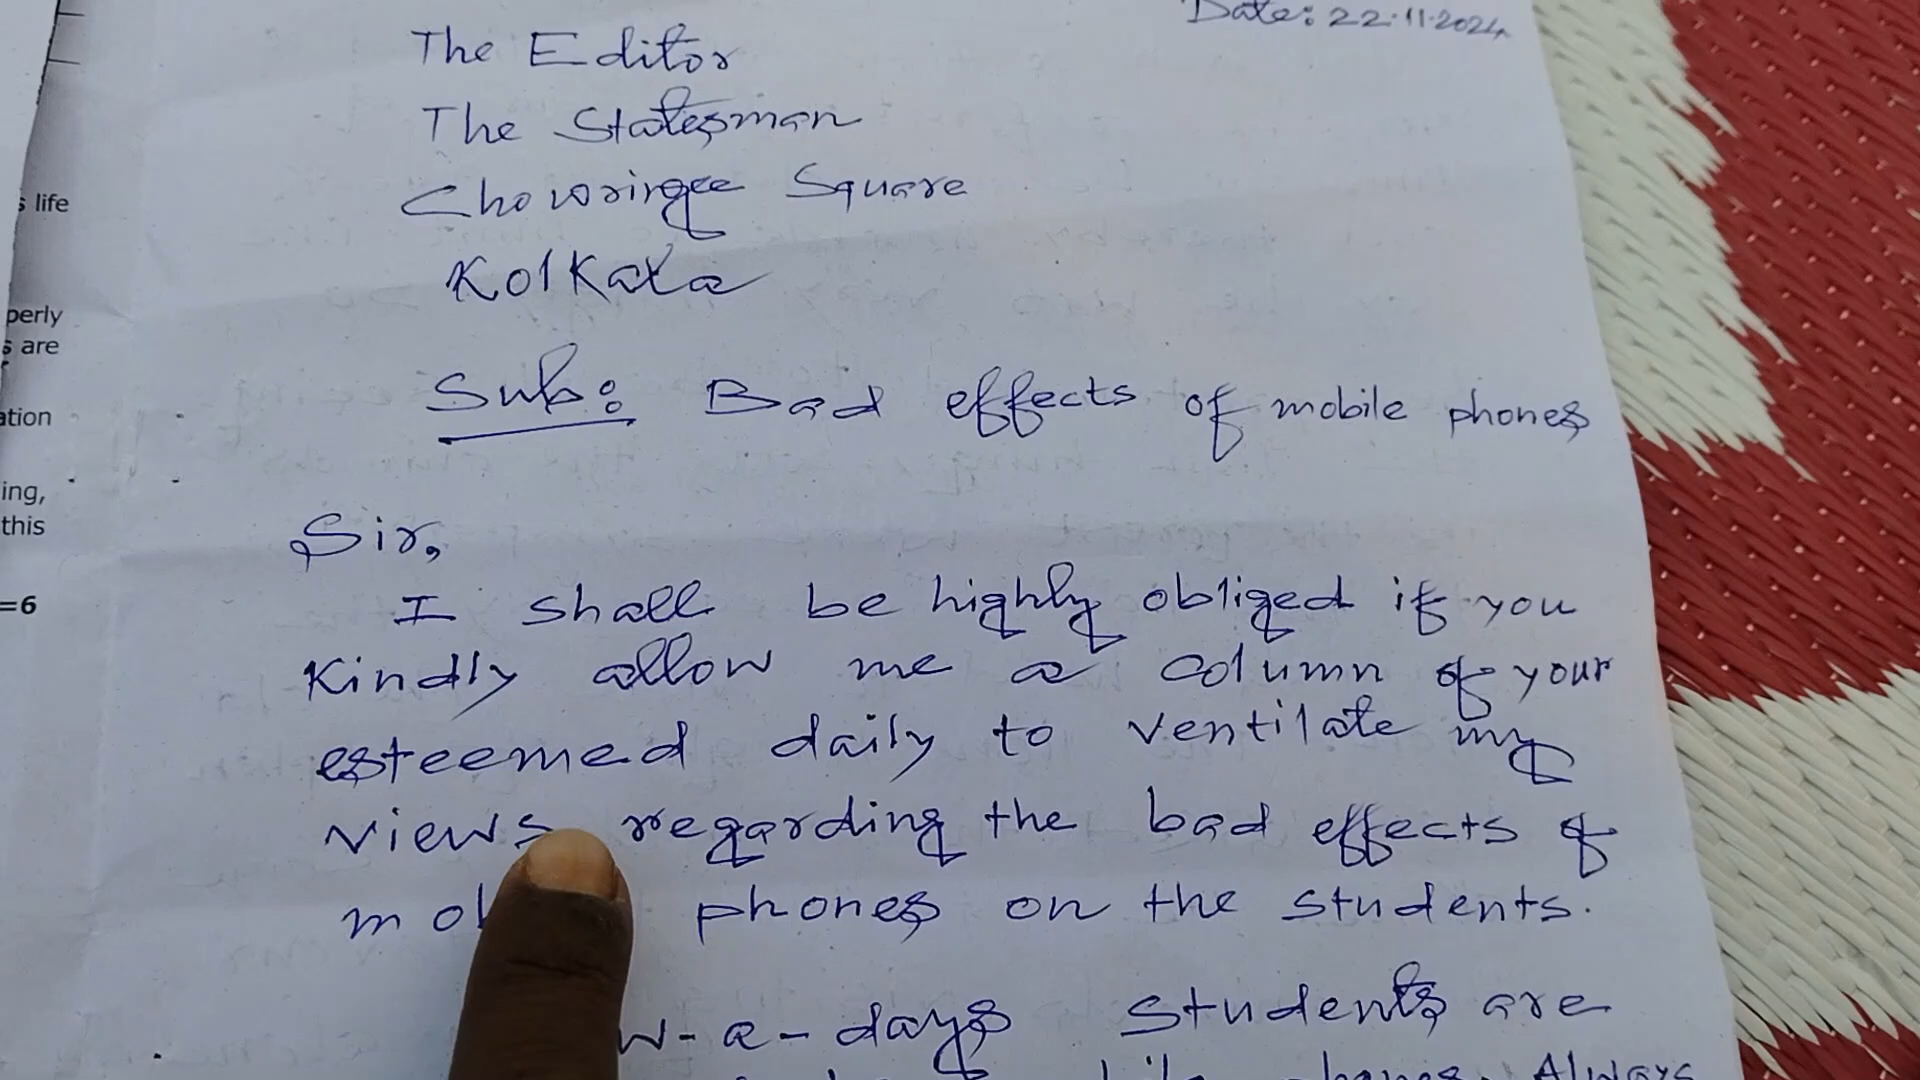 Date: 22.11.2024
The Editor
The Statesman
Chowringee Square
Kolkata
Sub: Bad effects of mobile phones
Sir,
I shall be highly obliged if you
Kindly allow me a column of your
esteemed daily to ventilate my
views regarding the bad effects of
phones on the students.
w-a-days students are
Always
life
perly
s are
ation
ing,
this
=6